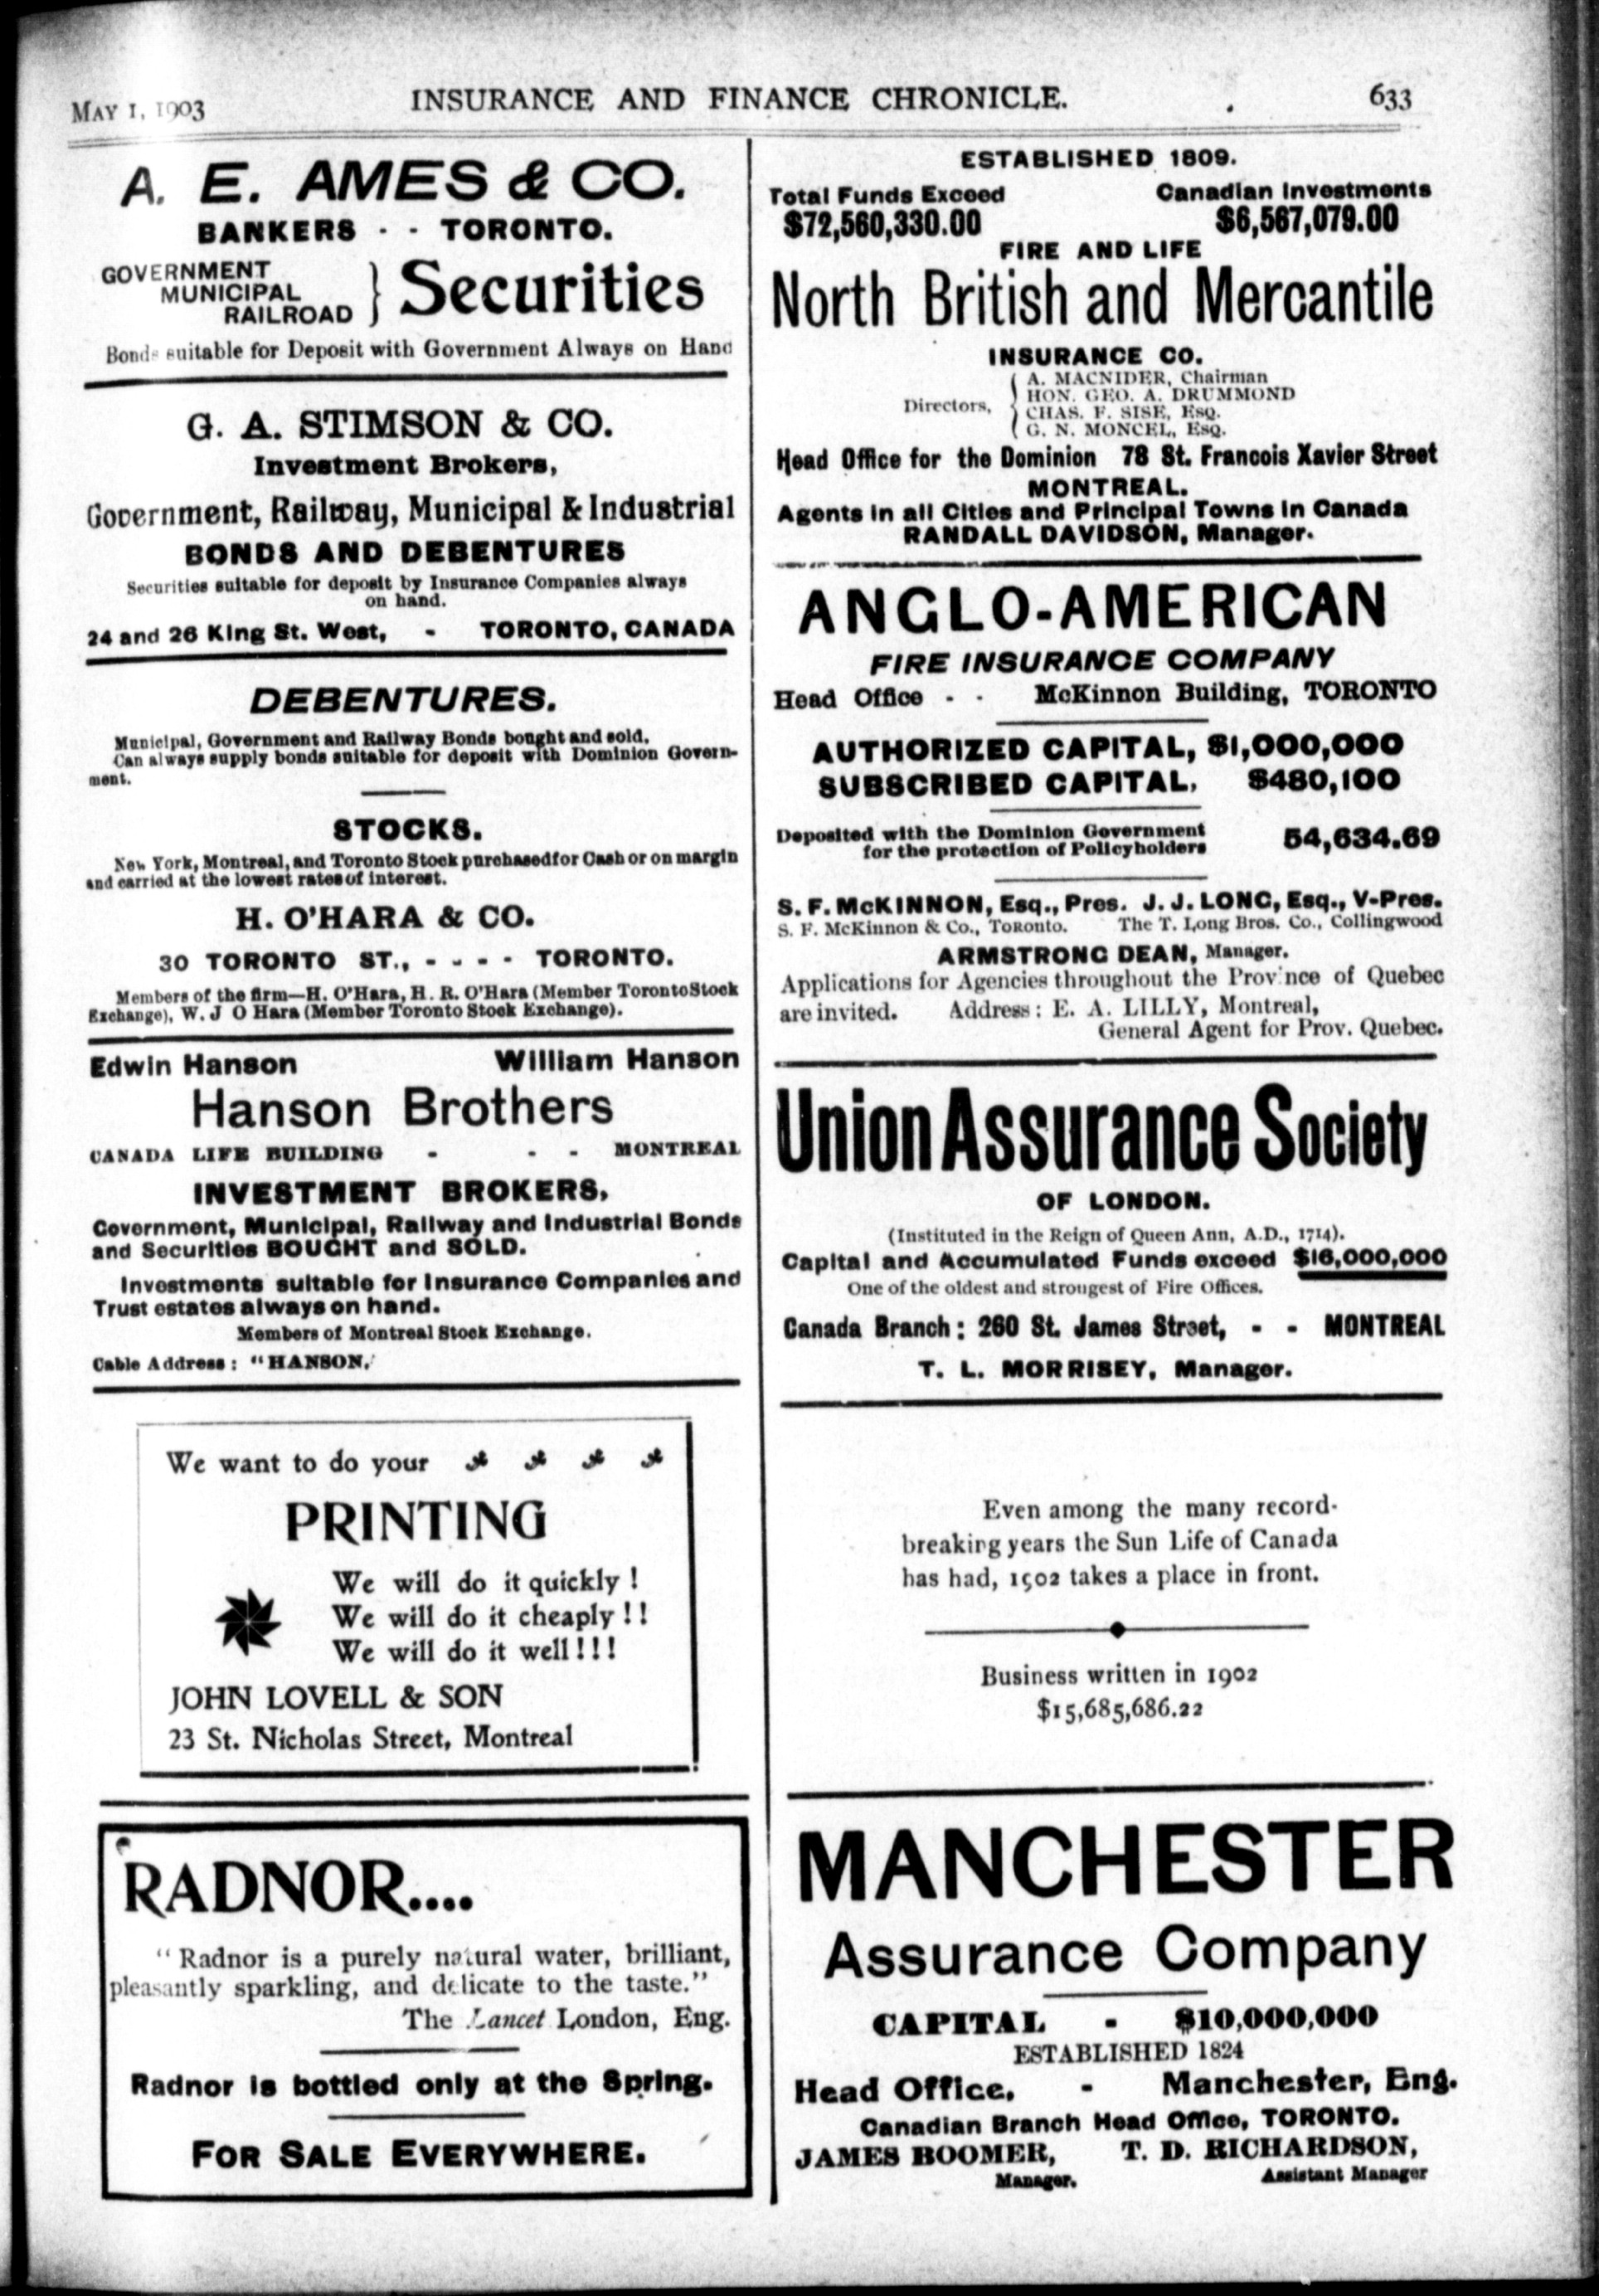 MAY 1, 1903 INSURANCE AND FINANCE CHRONICLE. 633
A. E. AMES & CO.
BANKERS - - TORONTO.
GOVERNMENT
MUNICIPAL
RAILROAD } Securities
Bonds suitable for Deposit with Government Always on Hand
G. A. STIMSON & CO.
Investment Brokers,
Government, Railway, Municipal & Industrial
BONDS AND DEBENTURES
Securities suitable for deposit by Insurance Companies always
on hand.
24 and 26 King St. West, - TORONTO, CANADA
DEBENTURES.
Municipal, Government and Railway Bonds bought and sold.
Can always supply bonds suitable for deposit with Dominion Govern-
ment.
STOCKS.
New York, Montreal, and Toronto Stock purchased for Cash or on margin
and carried at the lowest rates of interest.
H. O'HARA & CO.
30 TORONTO ST., - - - - TORONTO.
Members of the firm—H. O'Hara, H. R. O'Hara (Member Toronto Stock
Exchange), W. J O Hara (Member Toronto Stock Exchange).
Edwin Hanson William Hanson
Hanson Brothers
CANADA LIFE BUILDING - - - MONTREAL
INVESTMENT BROKERS,
Government, Municipal, Railway and Industrial Bonds
and Securities BOUGHT and SOLD.
Investments suitable for Insurance Companies and
Trust estates always on hand.
Members of Montreal Stock Exchange.
Cable Address: "HANSON,'
We want to do your
PRINTING
We will do it quickly !
We will do it cheaply !!
We will do it well !!!
JOHN LOVELL & SON
23 St. Nicholas Street, Montreal
RADNOR....
"Radnor is a purely natural water, brilliant,
pleasantly sparkling, and delicate to the taste."
The Lancet London, Eng.
Radnor is bottled only at the Spring.
FOR SALE EVERYWHERE.
ESTABLISHED 1809.
Total Funds Exceed Canadian Investments
$72,560,330.00 $6,567,079.00
FIRE AND LIFE
North British and Mercantile
INSURANCE CO.
Directors, { A. MACNIDER, Chairman
HON. GEO. A. DRUMMOND
CHAS. F. SISE, ESQ.
G. N. MONCEL, ESQ.
Head Office for the Dominion 78 St. Francois Xavier Street
MONTREAL.
Agents in all Cities and Principal Towns in Canada
RANDALL DAVIDSON, Manager.
ANGLO-AMERICAN
FIRE INSURANCE COMPANY
Head Office - - McKinnon Building, TORONTO
AUTHORIZED CAPITAL, $1,000,000
SUBSCRIBED CAPITAL, $480,100
Deposited with the Dominion Government
for the protection of Policyholders 54,634.69
S. F. McKINNON, Esq., Pres. J. J. LONG, Esq., V-Pres.
S. F. McKinnon & Co., Toronto. The T. Long Bros. Co., Collingwood
ARMSTRONG DEAN, Manager.
Applications for Agencies throughout the Province of Quebec
are invited. Address: E. A. LILLY, Montreal,
General Agent for Prov. Quebec.
Union Assurance Society
OF LONDON.
(Instituted in the Reign of Queen Ann, A.D., 1714).
Capital and Accumulated Funds exceed $16,000,000
One of the oldest and strongest of Fire Offices.
Canada Branch: 260 St. James Street, - - MONTREAL
T. L. MORRISEY, Manager.
Even among the many record-
breaking years the Sun Life of Canada
has had, 1902 takes a place in front.
Business written in 1902
$15,685,686.22
MANCHESTER
Assurance Company
CAPITAL - $10,000,000
ESTABLISHED 1824
Head Office, - Manchester, Eng.
Canadian Branch Head Office, TORONTO.
JAMES BOOMER, T. D. RICHARDSON,
Manager. Assistant Manager